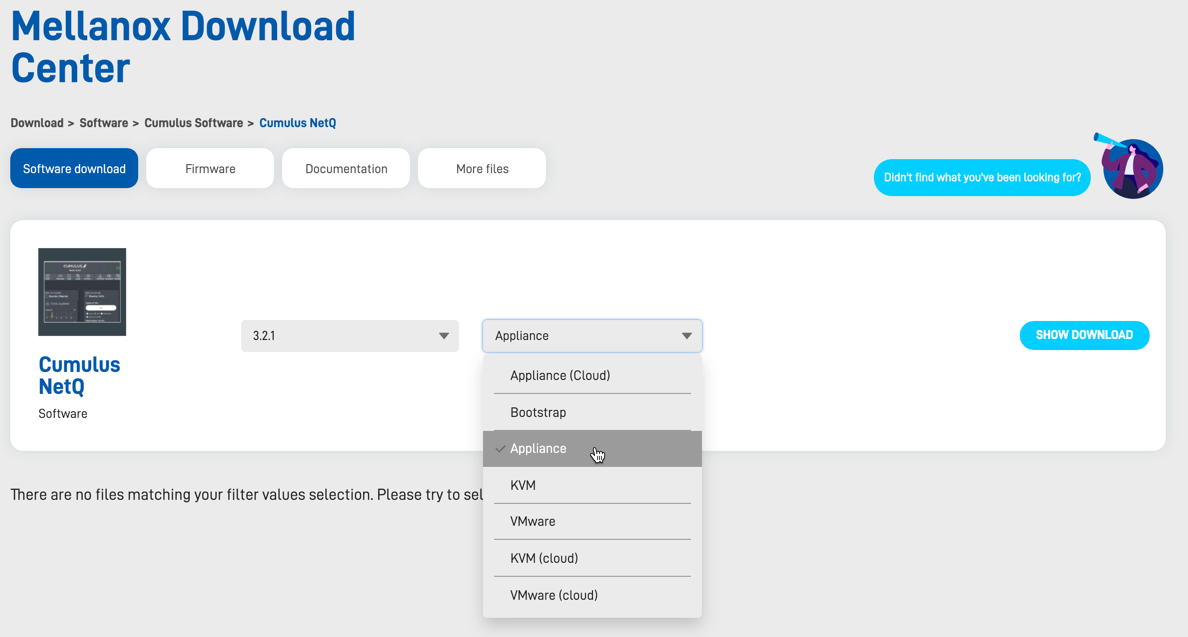 Mellanox Download
Center
Download > Software > Cumulus Software > Cumulus NetQ
Software download
Firmware
Documentation
More files
Didn't find what you've been looking for?
CUMULUS
3.2.1
Appliance
SHOW DOWNLOAD
Cumulus
NetQ
Software
Appliance (Cloud)
Bootstrap
Appliance
KVM
VMware
KVM (cloud)
VMware (cloud)
There are no files matching your filter values selection. Please try to sel